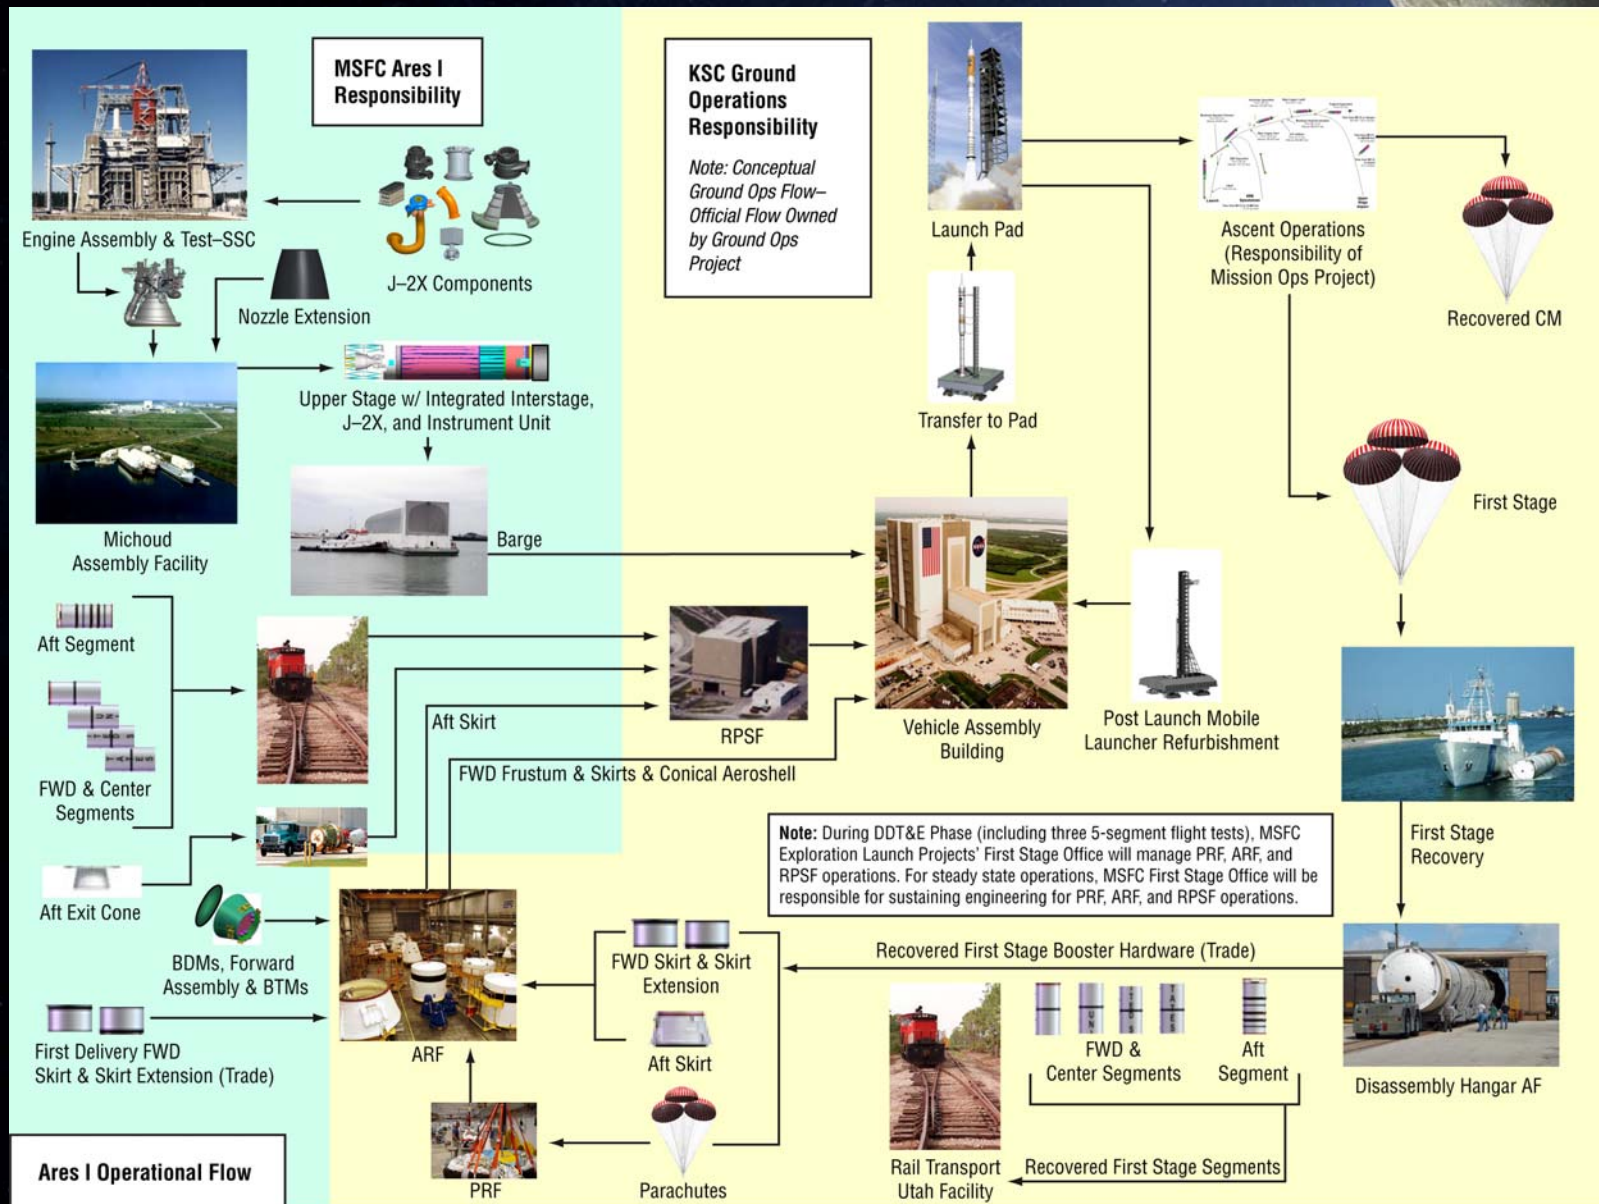 MSFC Ares I
Responsibility
KSC Ground
Operations
Responsibility
Note: Conceptual
Ground Ops Flow–
Official Flow Owned
by Ground Ops
Project
Engine Assembly & Test–SSC
J–2X Components
Nozzle Extension
Upper Stage w/ Integrated Interstage,
J–2X, and Instrument Unit
Michoud
Assembly Facility
Barge
Launch Pad
Transfer to Pad
Ascent Operations
(Responsibility of
Mission Ops Project)
Recovered CM
First Stage
Aft Segment
FWD & Center
Segments
Aft Skirt
RPSF
FWD Frustum & Skirts & Conical Aeroshell
Vehicle Assembly
Building
Post Launch Mobile
Launcher Refurbishment
First Stage
Recovery
Note: During DDT&E Phase (including three 5-segment flight tests), MSFC
Exploration Launch Projects' First Stage Office will manage PRF, ARF, and
RPSF operations. For steady state operations, MSFC First Stage Office will be
responsible for sustaining engineering for PRF, ARF, and RPSF operations.
Aft Exit Cone
BDMs, Forward
Assembly & BTMs
First Delivery FWD
Skirt & Skirt Extension (Trade)
ARF
FWD Skirt & Skirt
Extension
Aft Skirt
PRF
Parachutes
Recovered First Stage Booster Hardware (Trade)
FWD &
Center Segments
Aft
Segment
Disassembly Hangar AF
Rail Transport
Utah Facility
Recovered First Stage Segments
Ares I Operational Flow